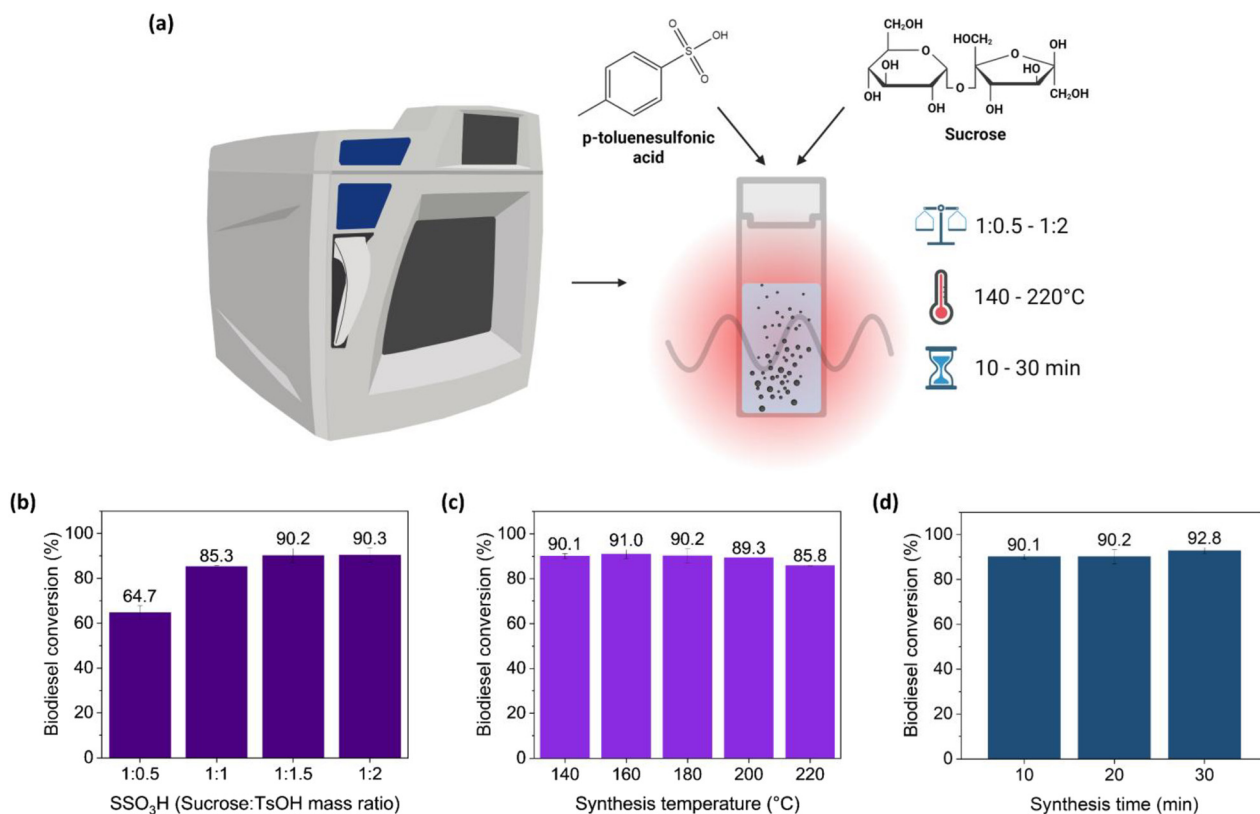 (a)
O
S
OH
O
p-toluenesulfonic
acid
CH₂OH
O
OH
OH
OH
O
HOCH₂
O
OH
HO
CH₂OH
OH
Sucrose
1:0.5 - 1:2
140 - 220°C
10 - 30 min
(b)
Biodiesel conversion (%)
100
80
60
40
20
0
64.7
85.3
90.2
90.3
1:0.5
1:1
1:1.5
1:2
SSO₃H (Sucrose:TsOH mass ratio)
(c)
Biodiesel conversion (%)
100
80
60
40
20
0
90.1
91.0
90.2
89.3
85.8
140
160
180
200
220
Synthesis temperature (°C)
(d)
Biodiesel conversion (%)
100
80
60
40
20
0
90.1
90.2
92.8
10
20
30
Synthesis time (min)